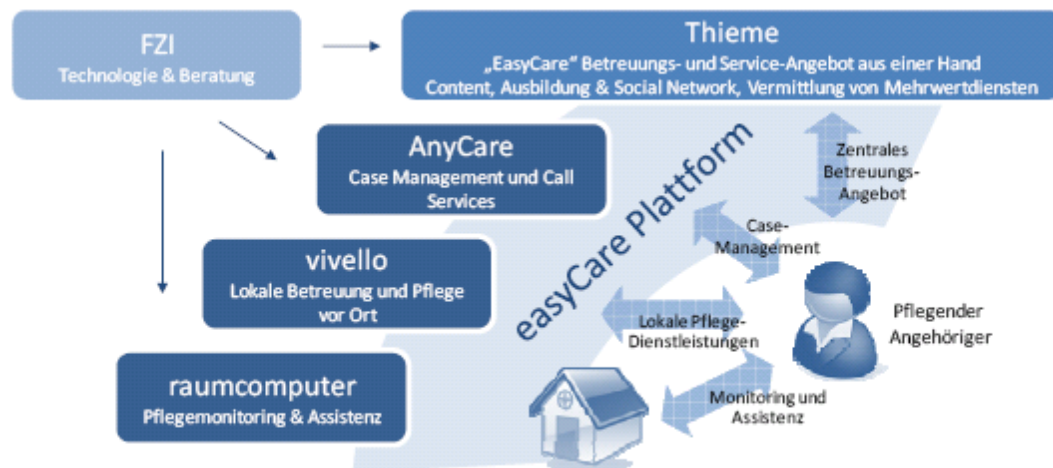 FZI
Technologie & Beratung
Thieme
„EasyCare“ Betreuungs- und Service-Angebot aus einer Hand
Content, Ausbildung & Social Network, Vermittlung von Mehrwertdiensten
AnyCare
Case Management und Call
Services
vivello
Lokale Betreuung und Pflege
vor Ort
raumcomputer
Pflegemonitoring & Assistenz
easyCare Plattform
Zentrales
Betreuungs-
Angebot
Case-
Management
Lokale Pflege-
Dienstleistungen
Monitoring und
Assistenz
Pflegender
Angehöriger